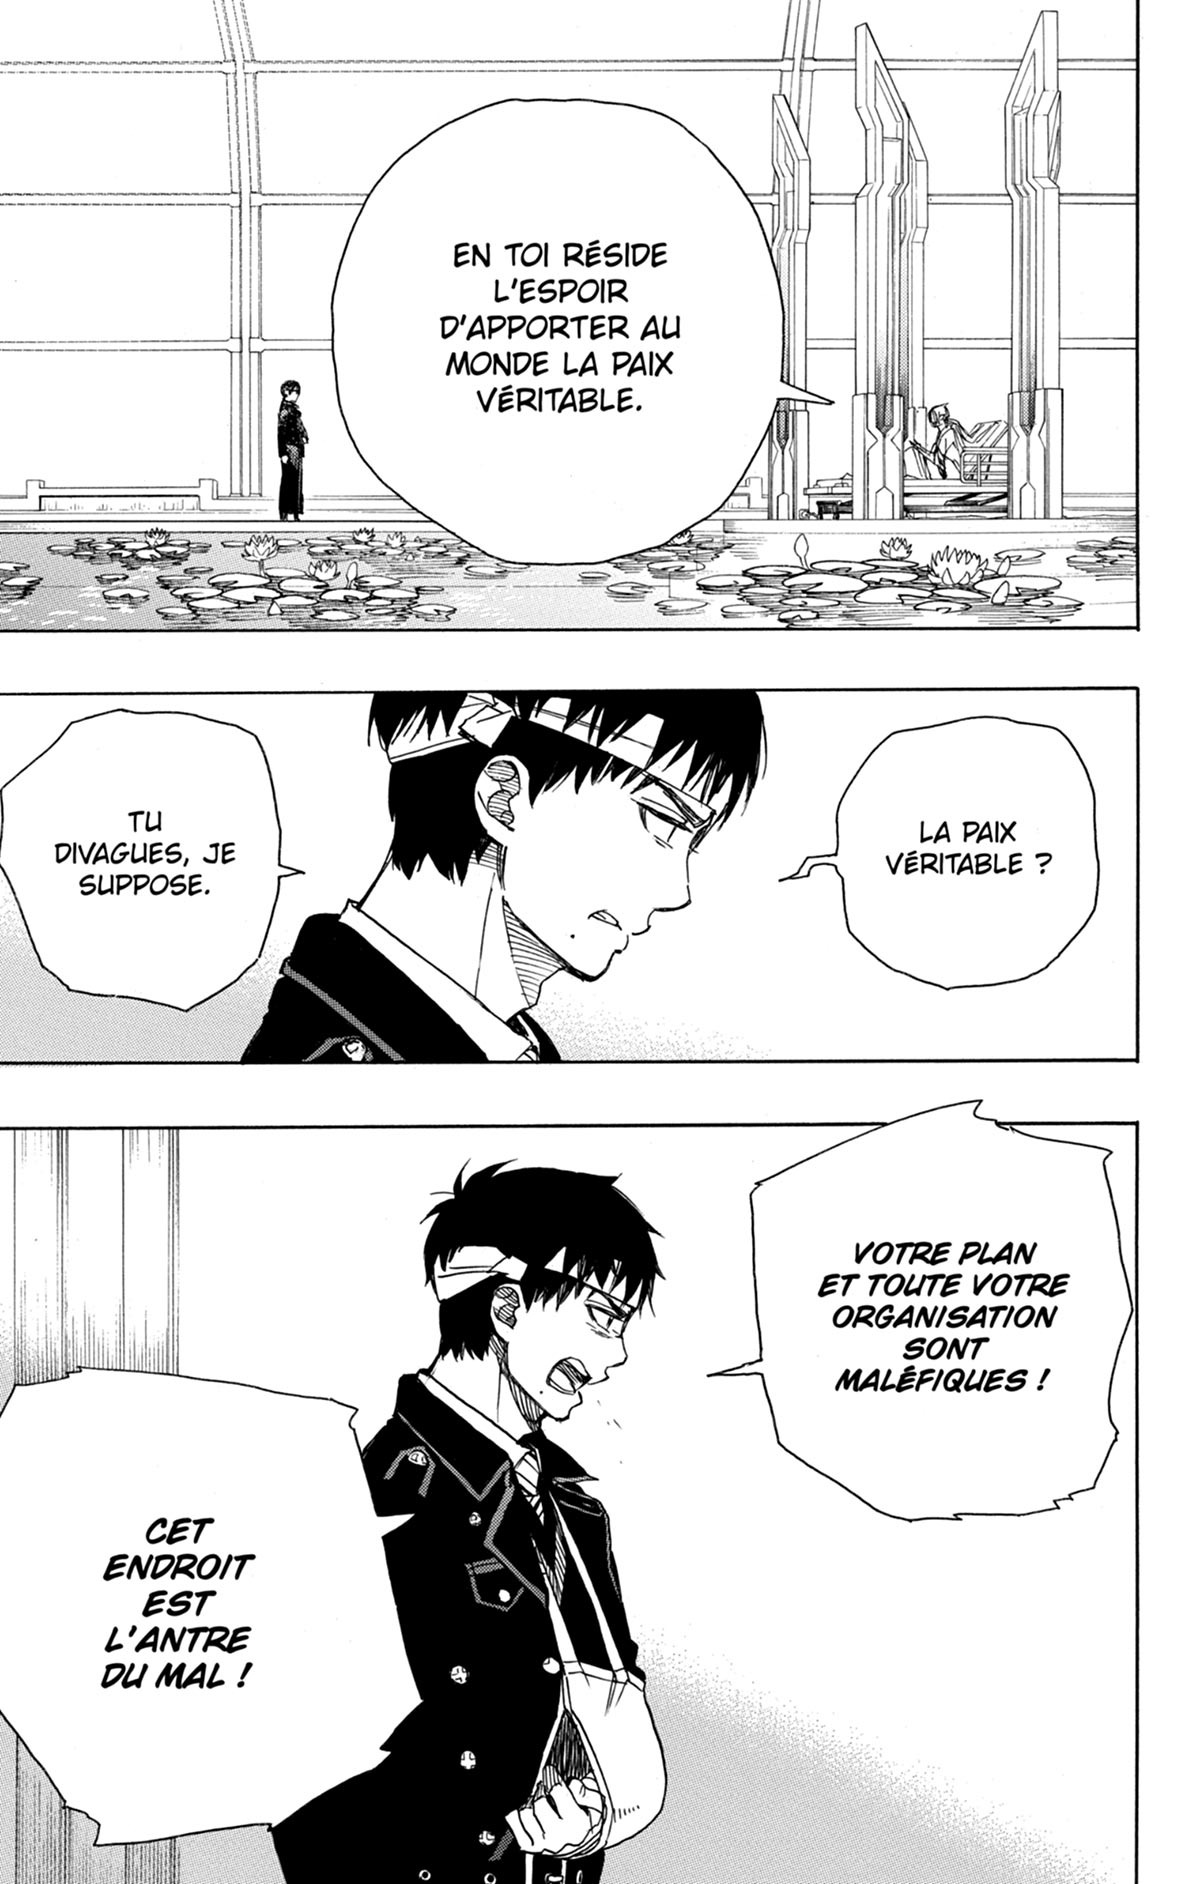 EN TOI RÉSIDE
L'ESPOIR
D'APPORTER AU
MONDE LA PAIX
VÉRITABLE.
LA PAIX
VÉRITABLE ?
TU
DIVAGUES, JE
SUPPOSE.
VOTRE PLAN
ET TOUTE VOTRE
ORGANISATION
SONT
MALÉFIQUES !
CET
ENDROIT
EST
L'ANTRE
DU MAL !